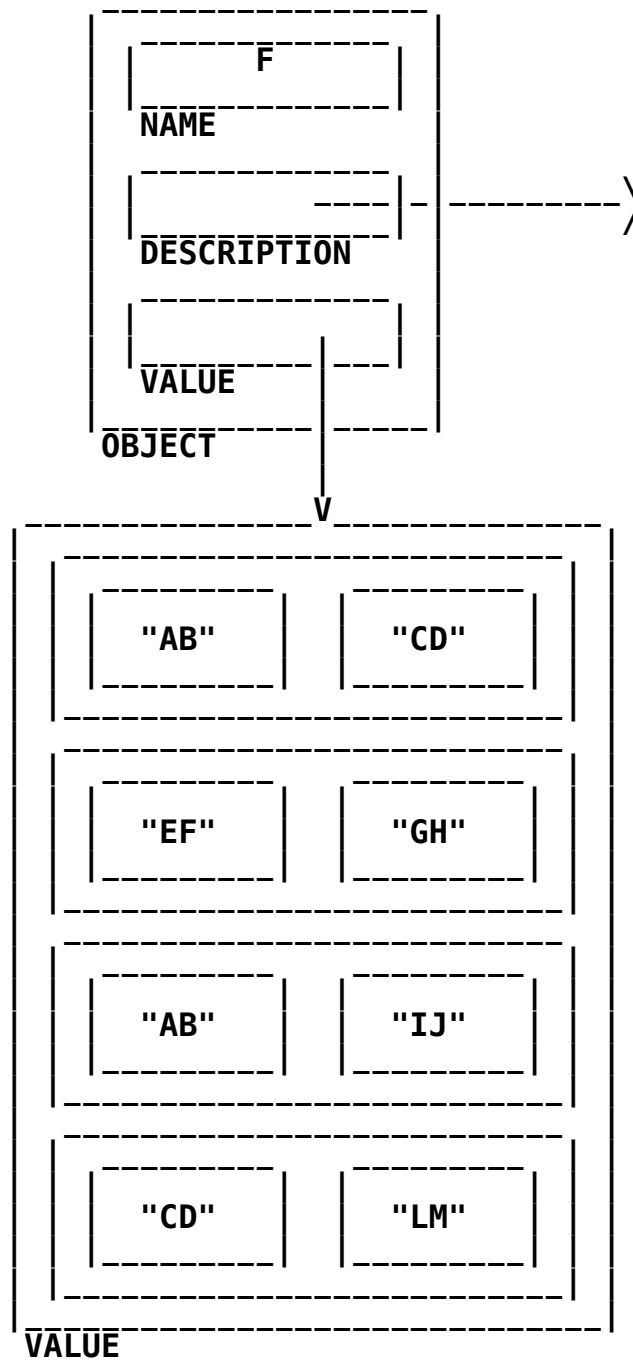 F
NAME
DESCRIPTION
VALUE
OBJECT
V
"AB" "CD"
"EF" "GH"
"AB" "IJ"
"CD" "LM"
VALUE